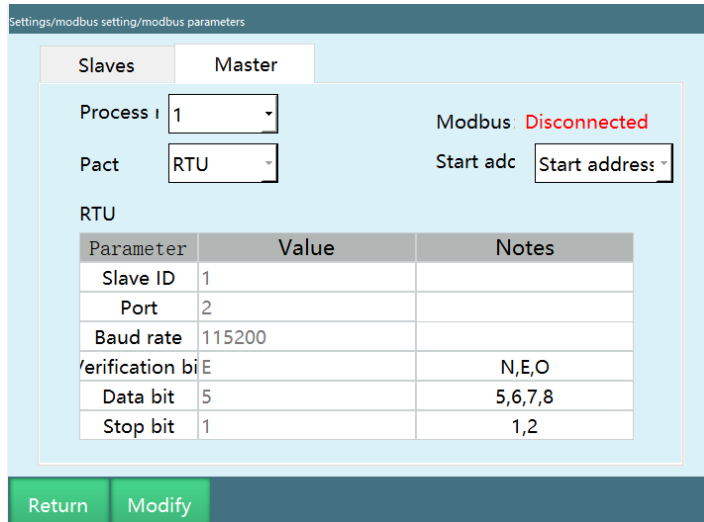 Settings/modbus setting/modbus parameters
Slaves Master
Process 1
Modbus: Disconnected
Pact RTU
Start add Start address
RTU
Parameter Value Notes
Slave ID 1
Port 2
Baud rate 115200
Verification bi E N,E,O
Data bit 5 5,6,7,8
Stop bit 1 1,2
Return Modify